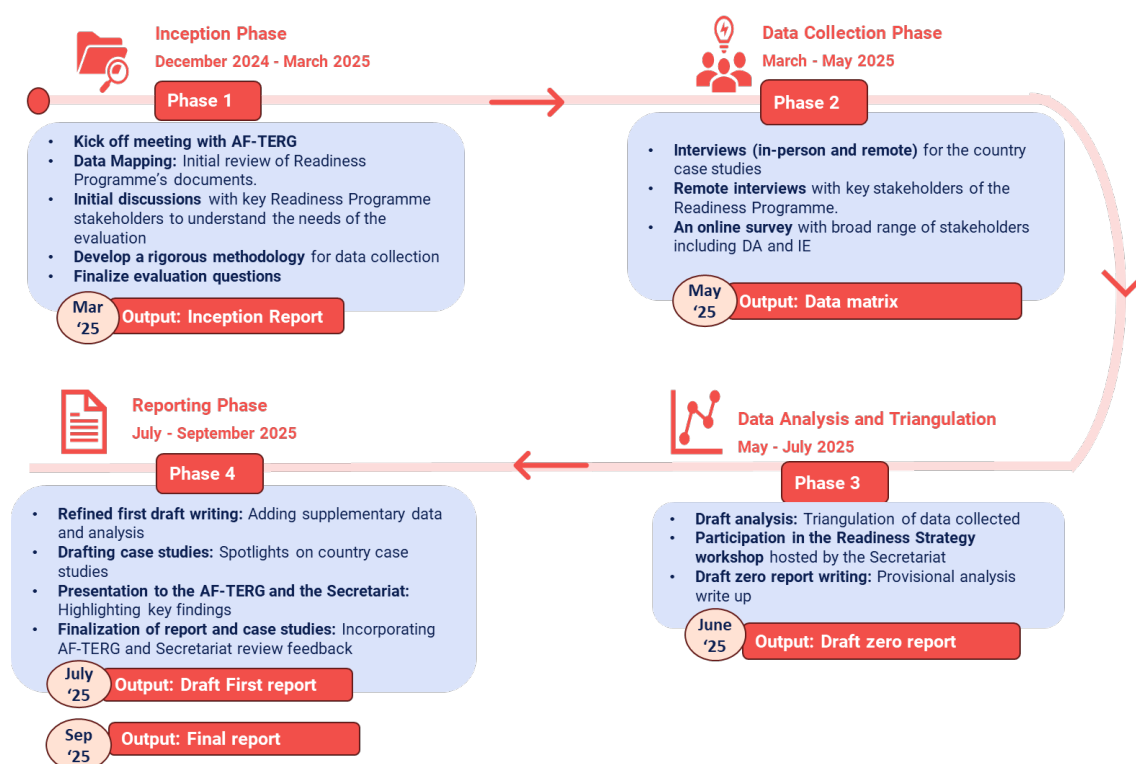 Inception Phase
December 2024 - March 2025
Phase 1
• Kick off meeting with AF-TERG
• Data Mapping: Initial review of Readiness
Programme's documents.
• Initial discussions with key Readiness Programme
stakeholders to understand the needs of the
evaluation
• Develop a rigorous methodology for data collection
• Finalize evaluation questions
Mar
‘25
Output: Inception Report
Data Collection Phase
March - May 2025
Phase 2
• Interviews (in-person and remote) for the country
case studies
• Remote interviews with key stakeholders of the
Readiness Programme.
• An online survey with broad range of stakeholders
including DA and IE
May
‘25
Output: Data matrix
Data Analysis and Triangulation
May - July 2025
Phase 3
• Draft analysis: Triangulation of data collected
• Participation in the Readiness Strategy
workshop hosted by the Secretariat
• Draft zero report writing: Provisional analysis
write up
June
‘25
Output: Draft zero report
Reporting Phase
July - September 2025
Phase 4
• Refined first draft writing: Adding supplementary data
and analysis
• Drafting case studies: Spotlights on country case
studies
• Presentation to the AF-TERG and the Secretariat:
Highlighting key findings
• Finalization of report and case studies: Incorporating
AF-TERG and Secretariat review feedback
July
‘25
Output: Draft First report
Sep
‘25
Output: Final report